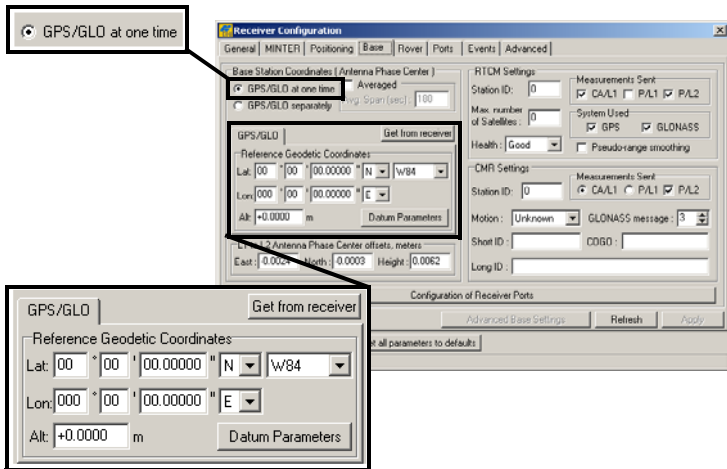 GPS/GLO at one time
Receiver Configuration
General MINTER Positioning Base Rover Ports Events Advanced
Base Station Coordinates ( Antenna Phase Center )
GPS/GLO at one time
Averaged
GPS/GLO separately
Avg. Span (sec) : 180
GPS/GLO
Get from receiver
Reference Geodetic Coordinates
Lat: 00 ° 00 ' 00.00000 " N W84
Lon: 000 ° 00 ' 00.00000 " E
Alt: +0.0000 m
Datum Parameters
L2 Antenna Phase Center offsets, meters
East : -0.0024 North : -0.0003 Height : 0.0062
RTCM Settings
Station ID: 0
Max. number of Satellites : 0
Health : Good
Measurements Sent
CA/L1 P/L1 P/L2
System Used
GPS GLONASS
Pseudo-range smoothing
CMR Settings
Station ID: 0
Measurements Sent
CA/L1 P/L1 P/L2
Motion : Unknown
GLONASS message : 3
Short ID :
COGO :
Long ID :
Configuration of Receiver Ports
Advanced Base Settings
Refresh
Apply
all parameters to defaults
GPS/GLO
Get from receiver
Reference Geodetic Coordinates
Lat: 00 ° 00 ' 00.00000 " N W84
Lon: 000 ° 00 ' 00.00000 " E
Alt: +0.0000 m
Datum Parameters